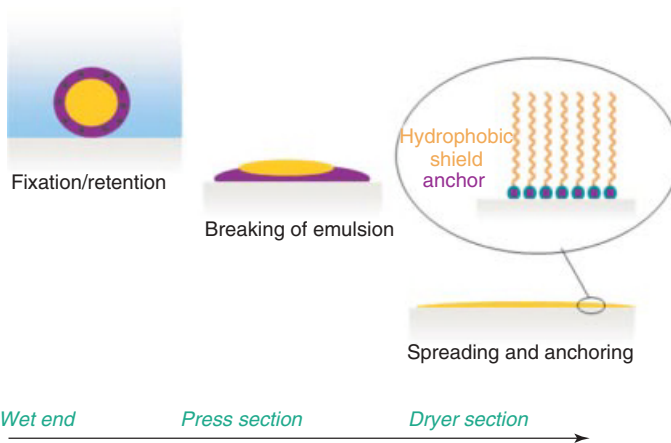 Hydrophobic
shield
anchor
Fixation/retention
Breaking of emulsion
Spreading and anchoring
Wet end
Press section
Dryer section